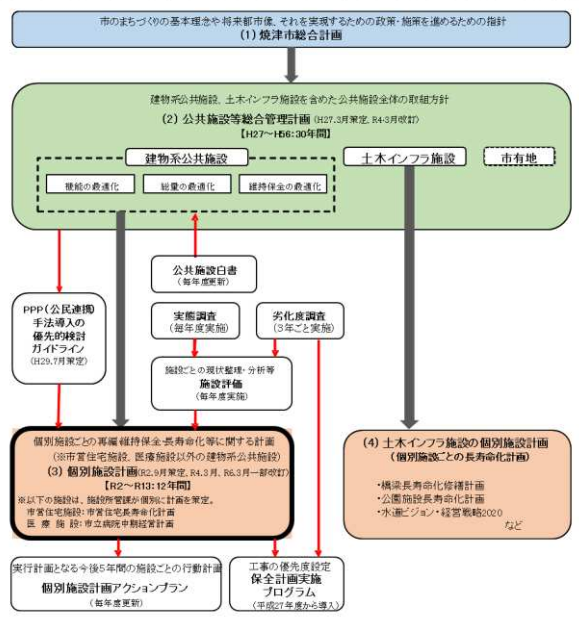 市のまちづくりの基本理念や将来都市像、それを実現するための政策・施策を進めるための指針
(1) 焼津市総合計画
建物系公共施設、土木インフラ施設を含めた公共施設全体の取組方針
(2) 公共施設等総合管理計画(H27.3月策定、R4.3月改訂)
【H27~H56:30年間】
建物系公共施設
土木インフラ施設
市有地
機能の最適化
総量の最適化
維持保全の最適化
公共施設白書
(毎年度更新)
PPP(公民連携)
手法導入の
優先的検討
ガイドライン
(H29.7月策定)
実態調査
(毎年度実施)
劣化度調査
(3年ごと実施)
施設ごとの現状整理・分析等
施設評価
(毎年度実施)
個別施設ごとの再編・維持保全・長寿命化等に関する計画
(※市営住宅施設、医療施設以外の建物系公共施設)
(3) 個別施設計画(R2.9月策定、R4.3月、R6.3月一部改訂)
【R2~R13:12年間】
※以下の施設は、施設所管課が個別に計画を策定。
市営住宅施設:市営住宅長寿命化計画
医療施設:市立病院中期経営計画
(4) 土木インフラ施設の個別施設計画
(個別施設ごとの長寿命化計画)
・橋梁長寿命化修繕計画
・公園施設長寿命化計画
・水道ビジョン・経営戦略2020
など
実行計画となる今後5年間の施設ごとの行動計画
個別施設計画アクションプラン
(毎年度更新)
工事の優先度設定
保全計画実施
プログラム
(平成27年度から導入)